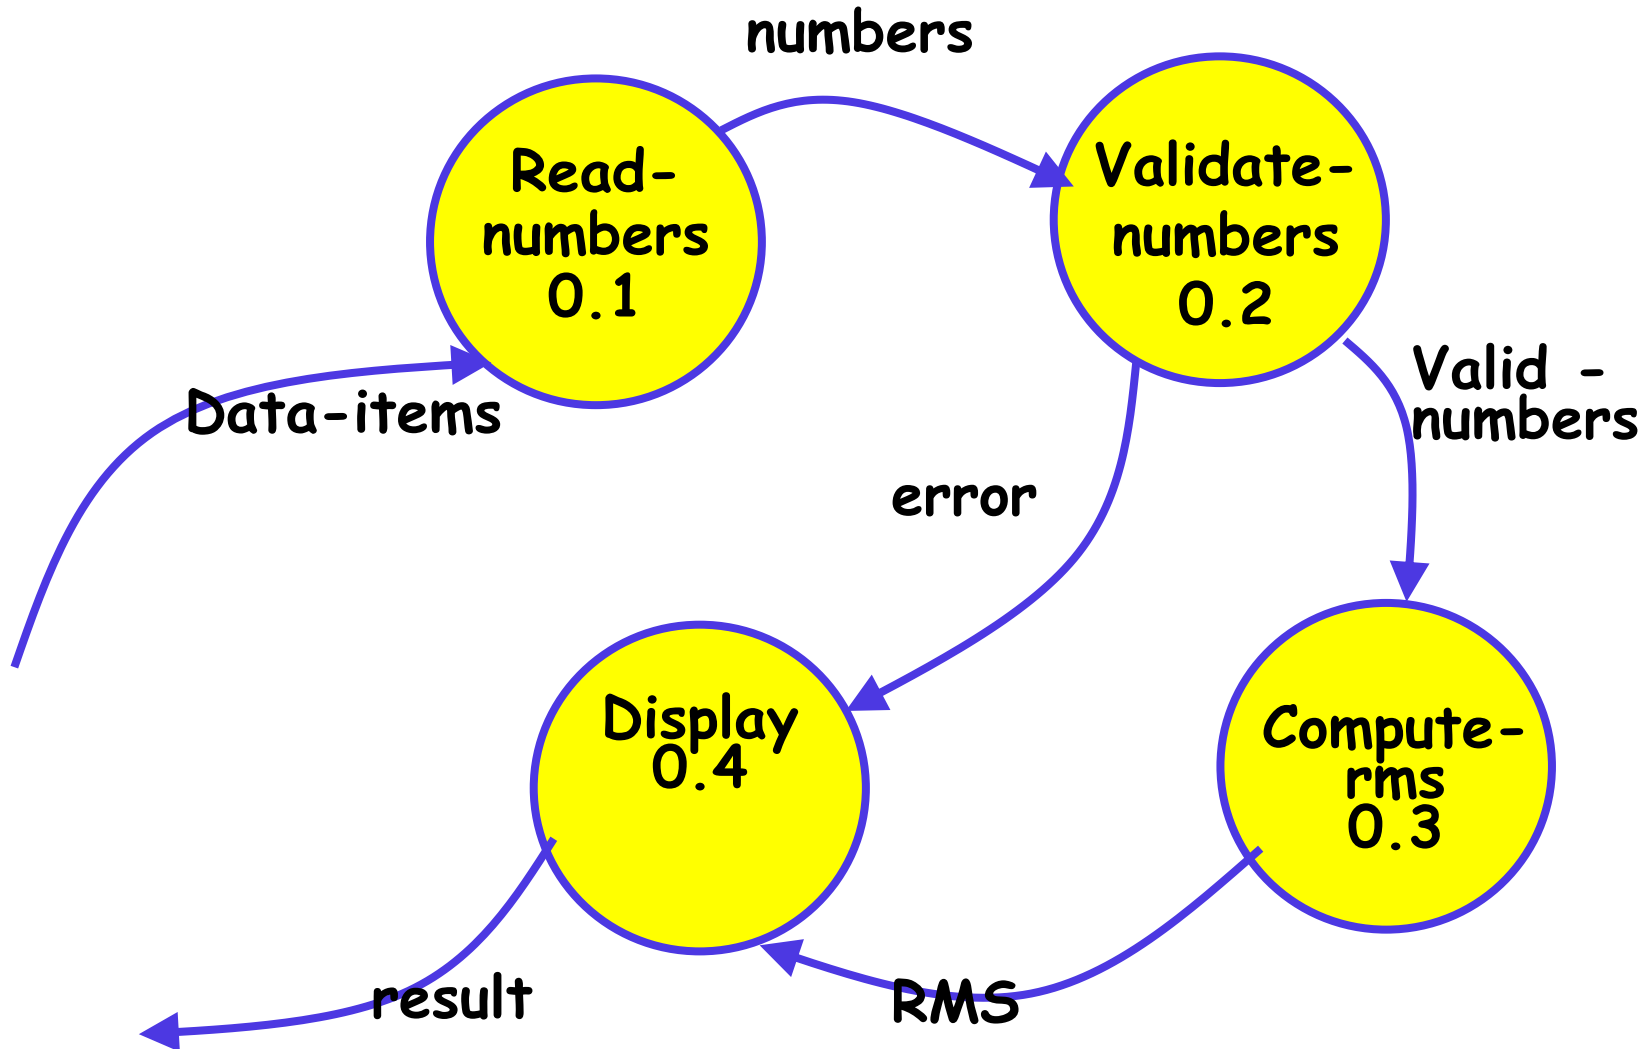 numbers
Read-
numbers
0.1
Validate-
numbers
0.2
Data-items
Valid -
numbers
error
Display
0.4
Compute-
rms
0.3
result
RMS